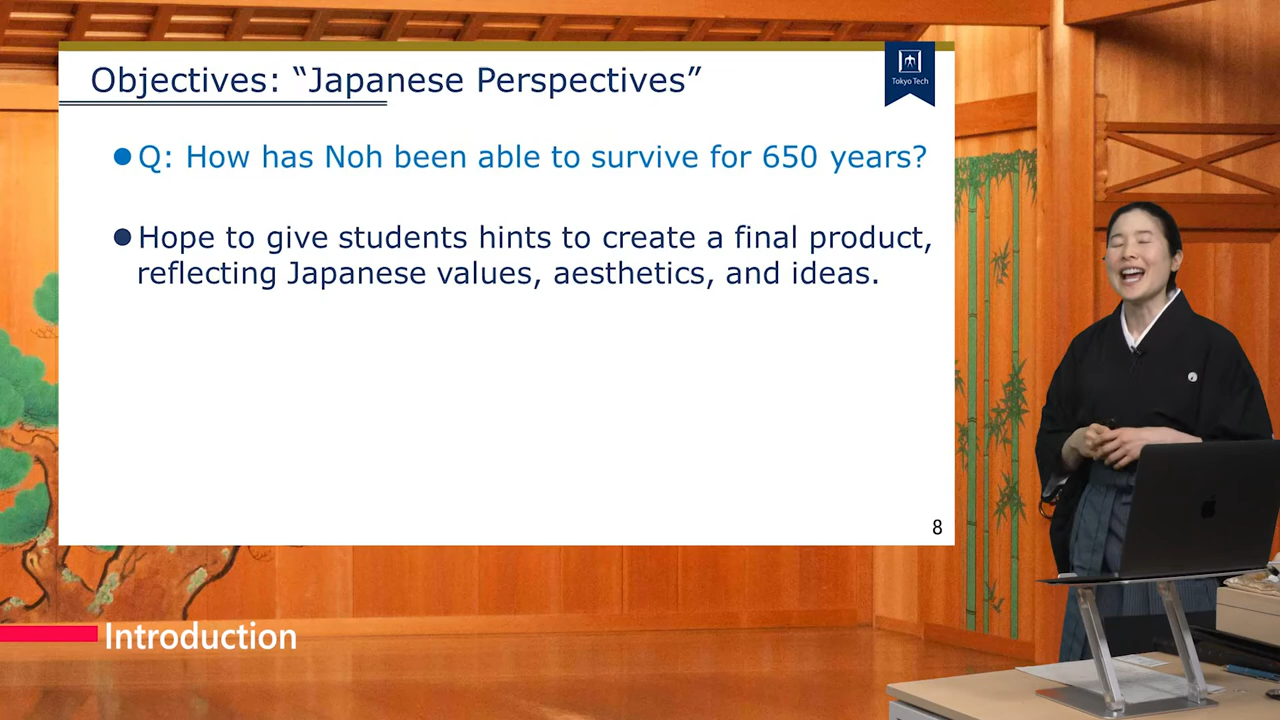 Objectives: “Japanese Perspectives”
Tokyo Tech
●Q: How has Noh been able to survive for 650 years?
●Hope to give students hints to create a final product,
reflecting Japanese values, aesthetics, and ideas.
8
Introduction